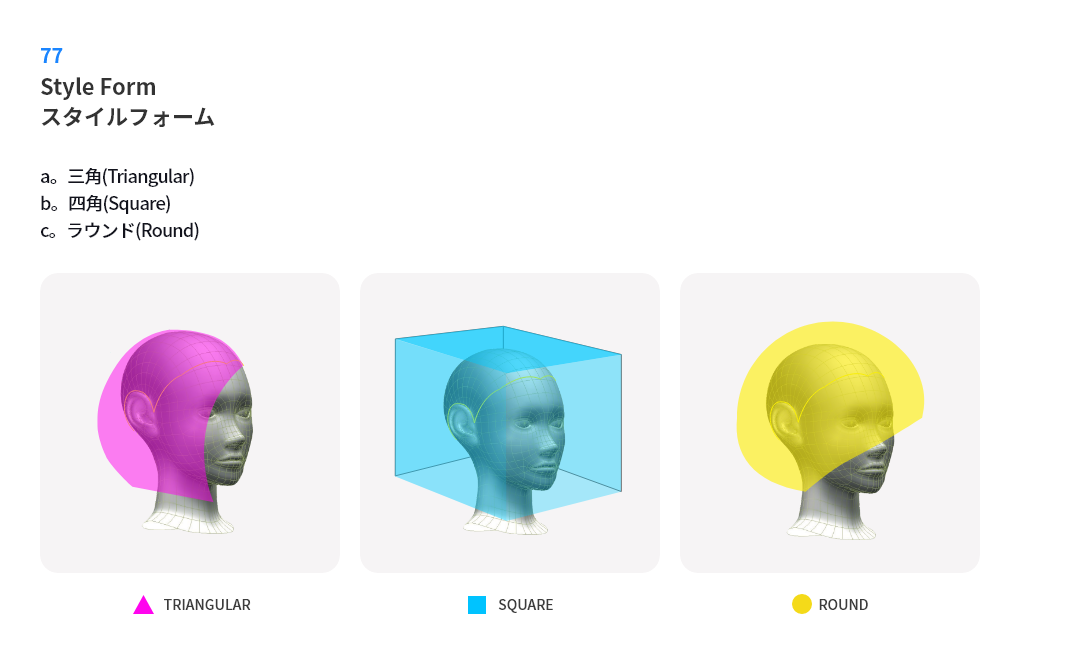 77
Style Form
スタイルフォーム
a。三角(Triangular)
b。四角(Square)
c。ラウンド(Round)
TRIANGULAR
SQUARE
ROUND